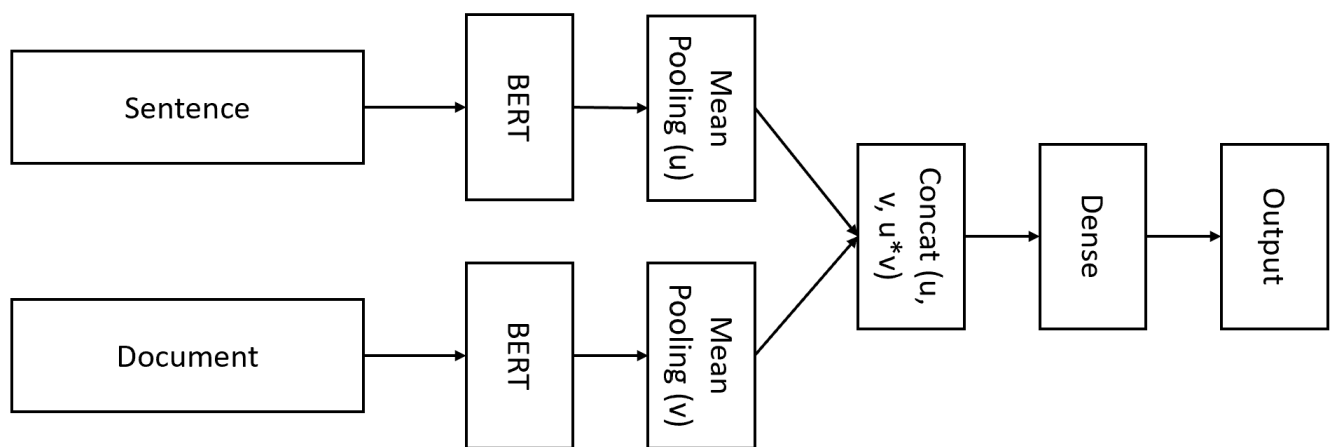 Sentence
BERT
Mean
Pooling (u)
Document
BERT
Mean
Pooling (v)
Concat (u,
v, u*v)
Dense
Output